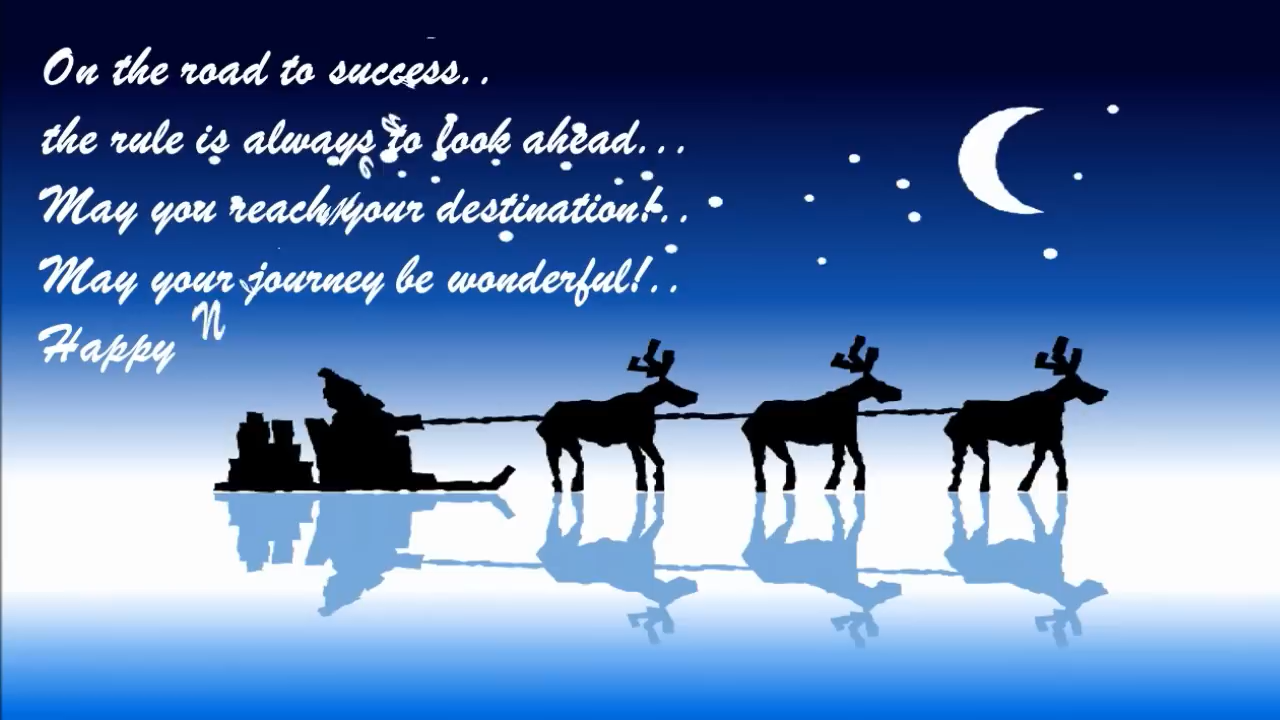 On the road to success..
the rule is always to look ahead...
May you reach your destination!..
May your journey be wonderful!..
Happy N